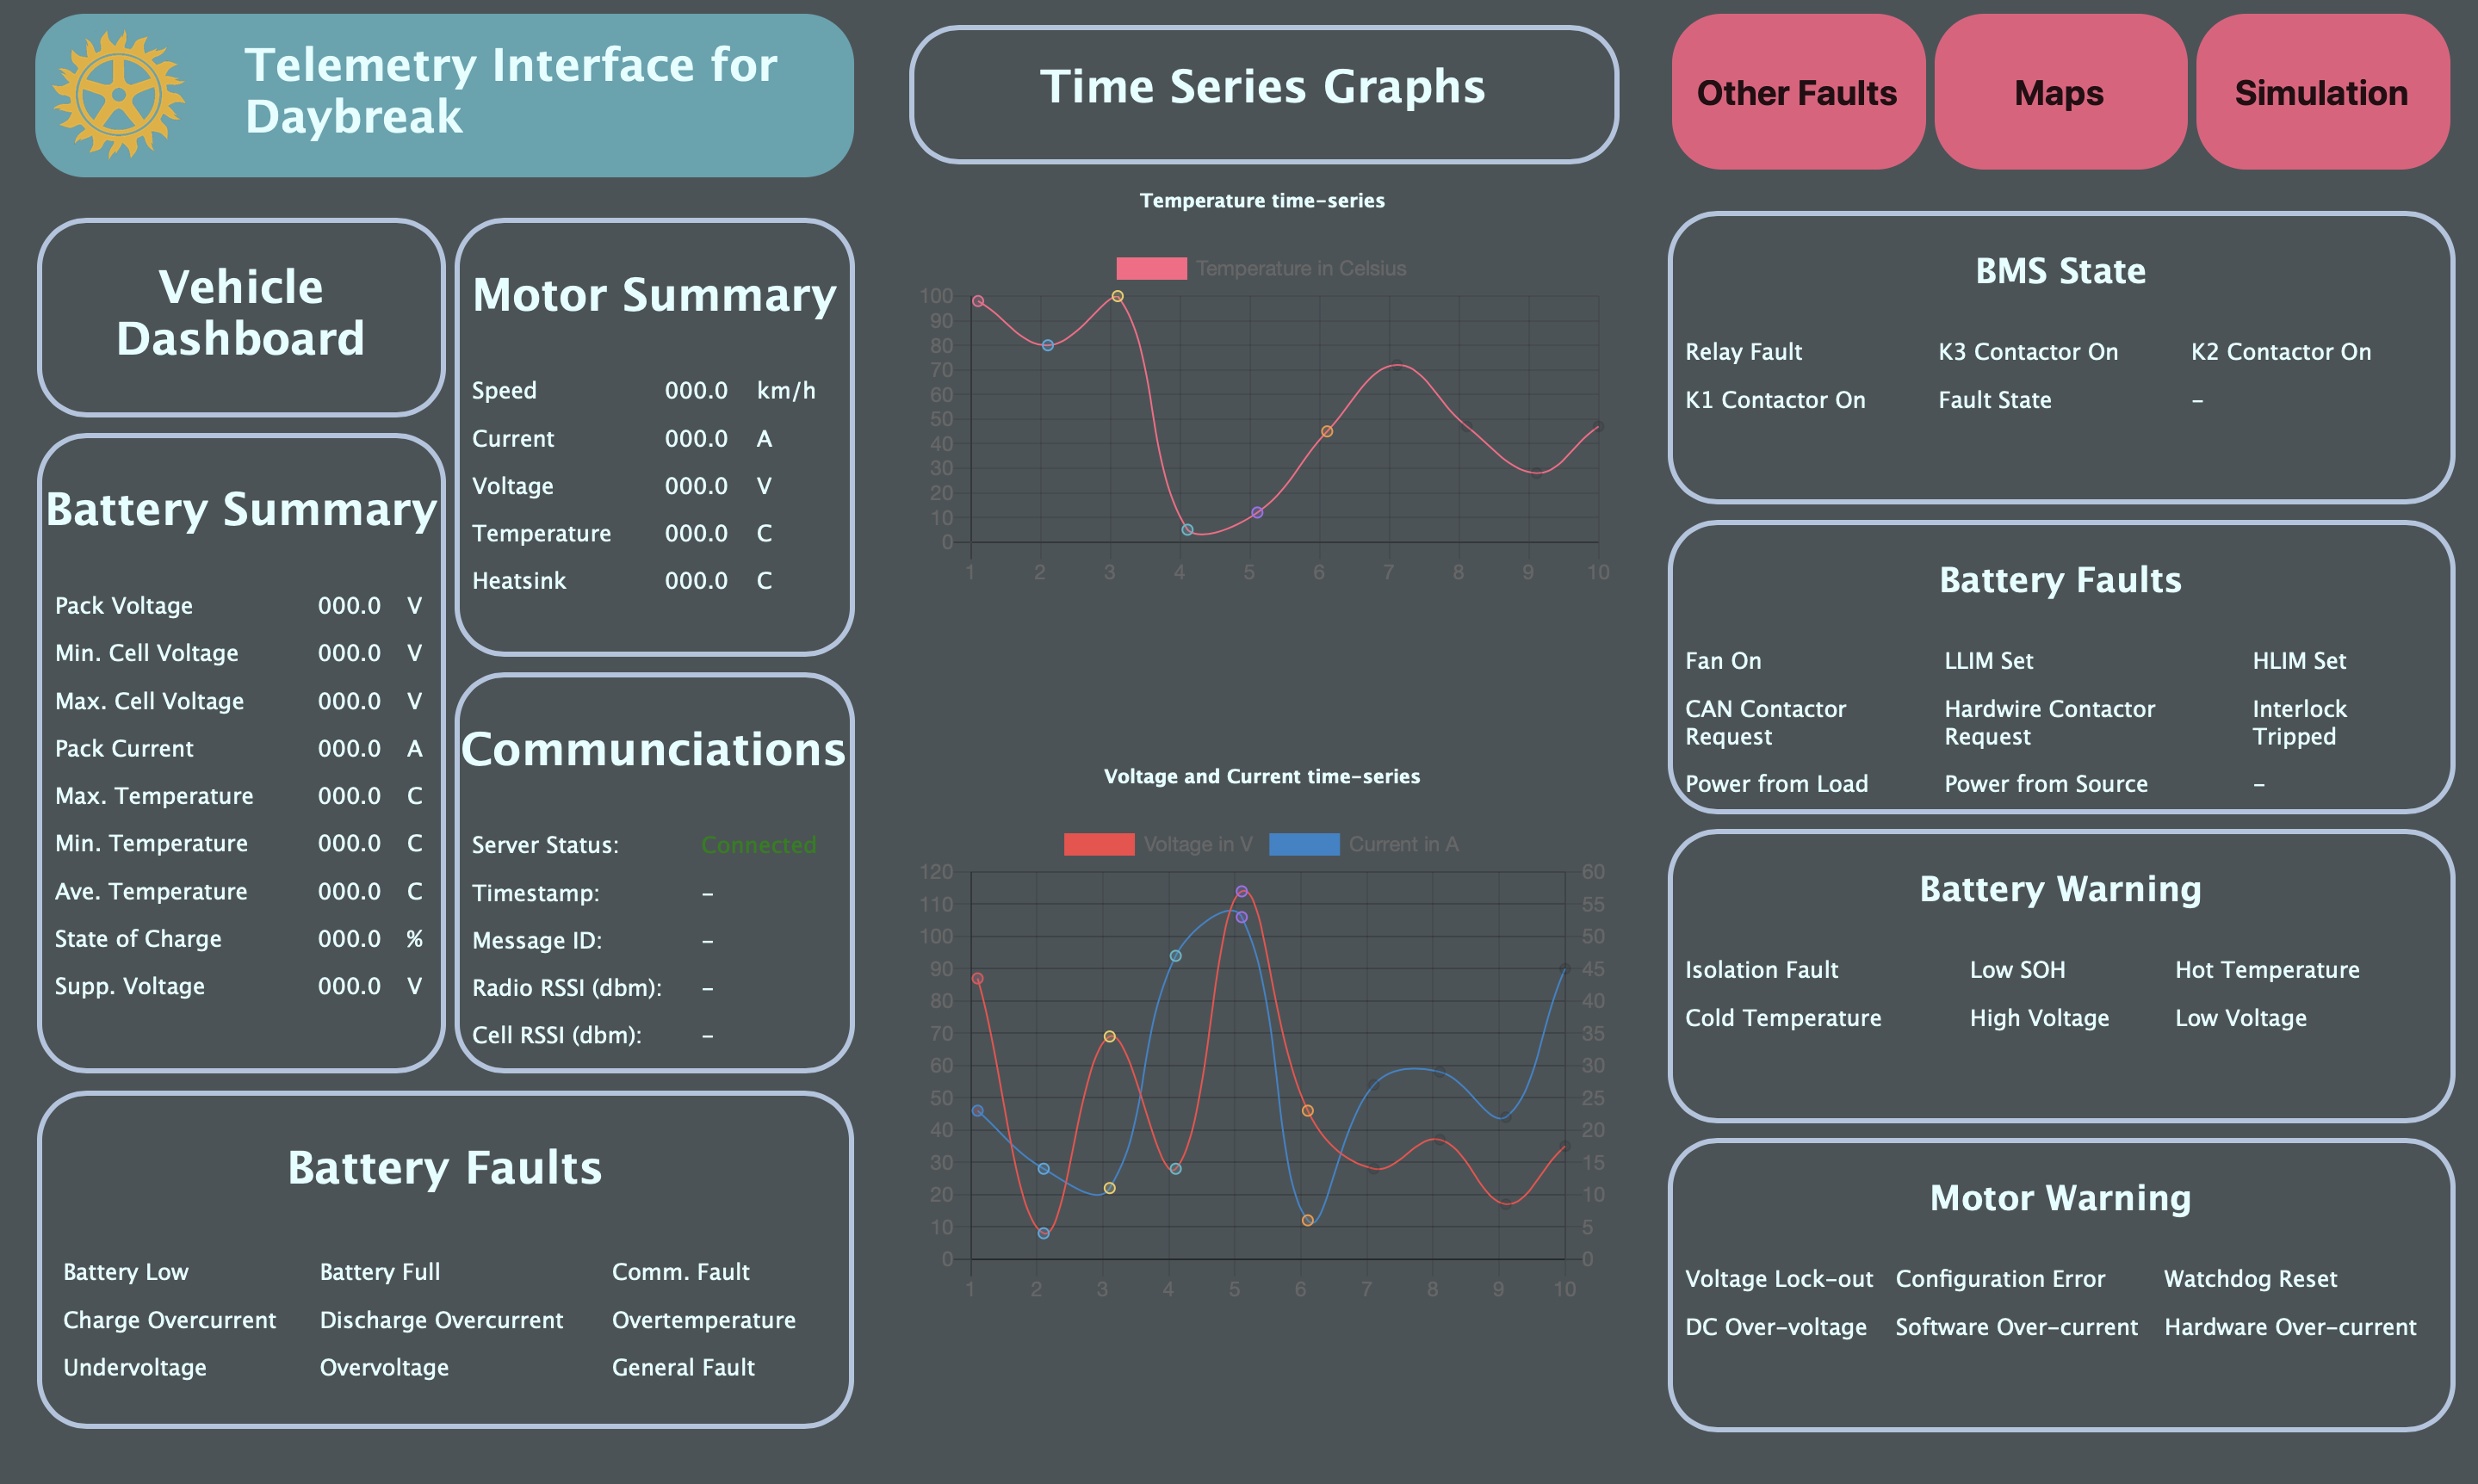 Telemetry Interface for
Daybreak
Time Series Graphs
Other Faults
Maps
Simulation
Vehicle
Dashboard
Battery Summary
Pack Voltage 000.0 V
Min. Cell Voltage 000.0 V
Max. Cell Voltage 000.0 V
Pack Current 000.0 A
Max. Temperature 000.0 C
Min. Temperature 000.0 C
Ave. Temperature 000.0 C
State of Charge 000.0 %
Supp. Voltage 000.0 V
Motor Summary
Speed 000.0 km/h
Current 000.0 A
Voltage 000.0 V
Temperature 000.0 C
Heatsink 000.0 C
Communciations
Server Status: Connected
Timestamp: –
Message ID: –
Radio RSSI (dbm): –
Cell RSSI (dbm): –
Battery Faults
Battery Low Battery Full Comm. Fault
Charge Overcurrent Discharge Overcurrent Overtemperature
Undervoltage Overvoltage General Fault
Temperature time-series
Temperature in Celsius
100
90
80
70
60
50
40
30
20
10
0
1 2 3 4 5 6 7 8 9 10
Voltage and Current time-series
Voltage in V Current in A
120 60
110 55
100 50
90 45
80 40
70 35
60 30
50 25
40 20
30 15
20 10
10 5
0 0
1 2 3 4 5 6 7 8 9 10
BMS State
Relay Fault K3 Contactor On K2 Contactor On
K1 Contactor On Fault State –
Battery Faults
Fan On LLIM Set HLIM Set
CAN Contactor Hardwire Contactor Interlock
Request Request Tripped
Power from Load Power from Source –
Battery Warning
Isolation Fault Low SOH Hot Temperature
Cold Temperature High Voltage Low Voltage
Motor Warning
Voltage Lock-out Configuration Error Watchdog Reset
DC Over-voltage Software Over-current Hardware Over-current